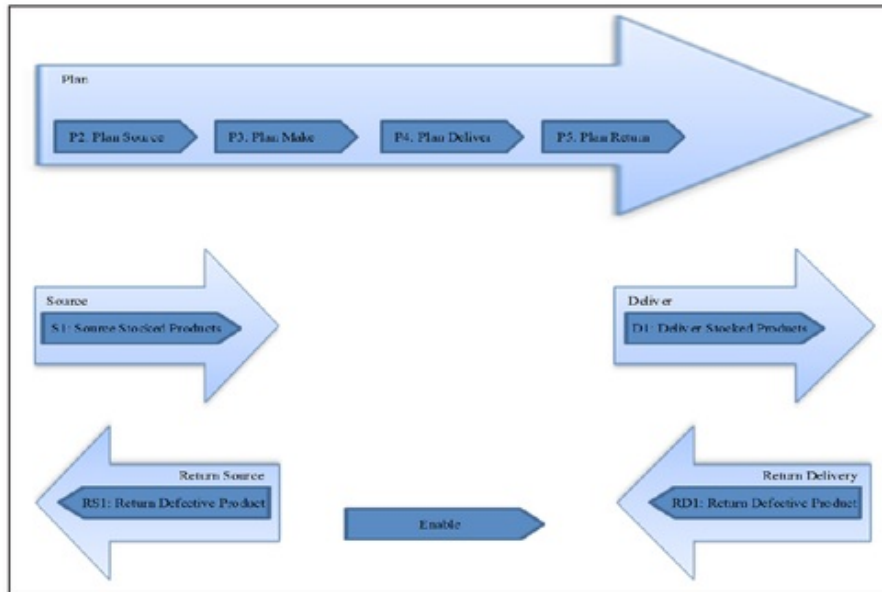 Plan
P2. Plan Source
P3. Plan Make
P4. Plan Deliver
P5. Plan Return
Source
S1: Source Stocked Products
Deliver
D1: Deliver Stocked Products
Return Source
RS1: Return Defective Product
Return Delivery
RD1: Return Defective Product
Enable